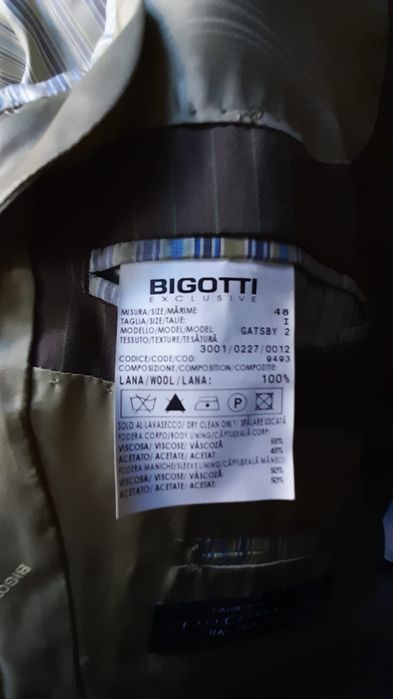 BIGOTTI
EXCLUSIVE
MISURA/SIZE/MĂRIME: 48
TAGLIA/SIZE/TALIE: I
MODELLO/MODEL/MODEL: GATSBY 2
TESSUTO/TEXTURE/TESĂTURĂ:
3001/0227/0012
CODICE/CODE/COD: 9493
COMPOSIZIONE/COMPOSITION/COMPOZIȚIE:
LANA/WOOL/LANA: 100%
P
SOLO AL LAVASECCO/ DRY CLEAN ONLY/ SPĂLARE USCATĂ
FODERA CORPO/BODY LINING/CĂPTUȘEALĂ CORP:
VISCOSA/ VISCOSE/ VÂSCOZĂ
ACETATO/ ACETATE/ ACETAT
FODERA MANICHE/SLEEVE LINING/CĂPTUȘEALĂ MÂNECI:
VISCOSA/ VISCOSE/ VÂSCOZĂ 50%
ACETATO/ ACETATE/ ACETAT 50%
BIGO